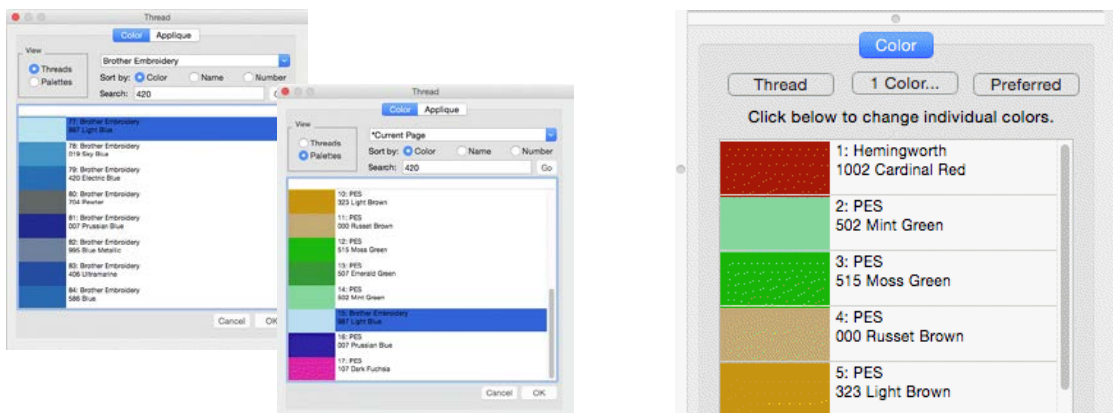 Thread
Color Applique
View
Threads
Palettes
Brother Embroidery
Sort by: Color Name Number
Search: 420
77: Brother Embroidery
987 Light Blue
78: Brother Embroidery
019 Sky Blue
79: Brother Embroidery
420 Electric Blue
80: Brother Embroidery
704 Pewter
81: Brother Embroidery
007 Prussian Blue
82: Brother Embroidery
995 Blue Metallic
83: Brother Embroidery
406 Ultramarine
84: Brother Embroidery
586 Blue
Cancel OK
Thread
Color Applique
View
Threads
Palettes
*Current Page
Sort by: Color Name Number
Search: 420 Go
10: PES
323 Light Brown
11: PES
000 Russet Brown
12: PES
515 Moss Green
13: PES
507 Emerald Green
14: PES
502 Mint Green
15: Brother Embroidery
987 Light Blue
16: PES
007 Prussian Blue
17: PES
107 Dark Fuchsia
Cancel OK
Color
Thread 1 Color... Preferred
Click below to change individual colors.
1: Hemingworth
1002 Cardinal Red
2: PES
502 Mint Green
3: PES
515 Moss Green
4: PES
000 Russet Brown
5: PES
323 Light Brown